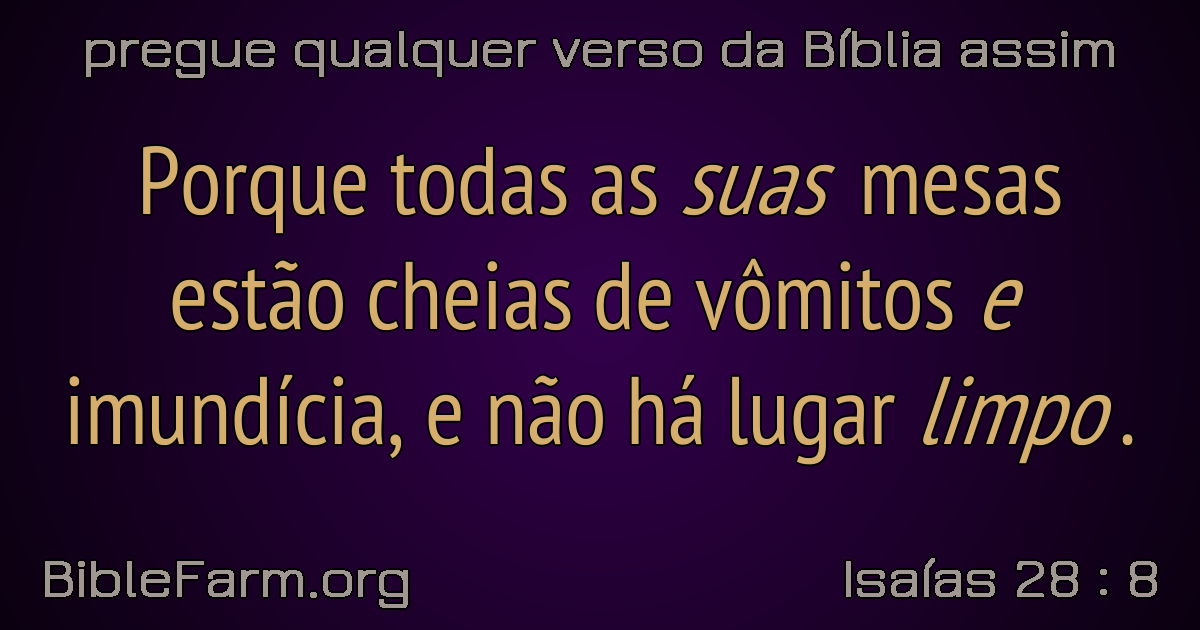 pregue qualquer verso da Bíblia assim
Porque todas as suas mesas
estão cheias de vômitos e
imundícia, e não há lugar limpo.
BibleFarm.org
Isaías 28 : 8